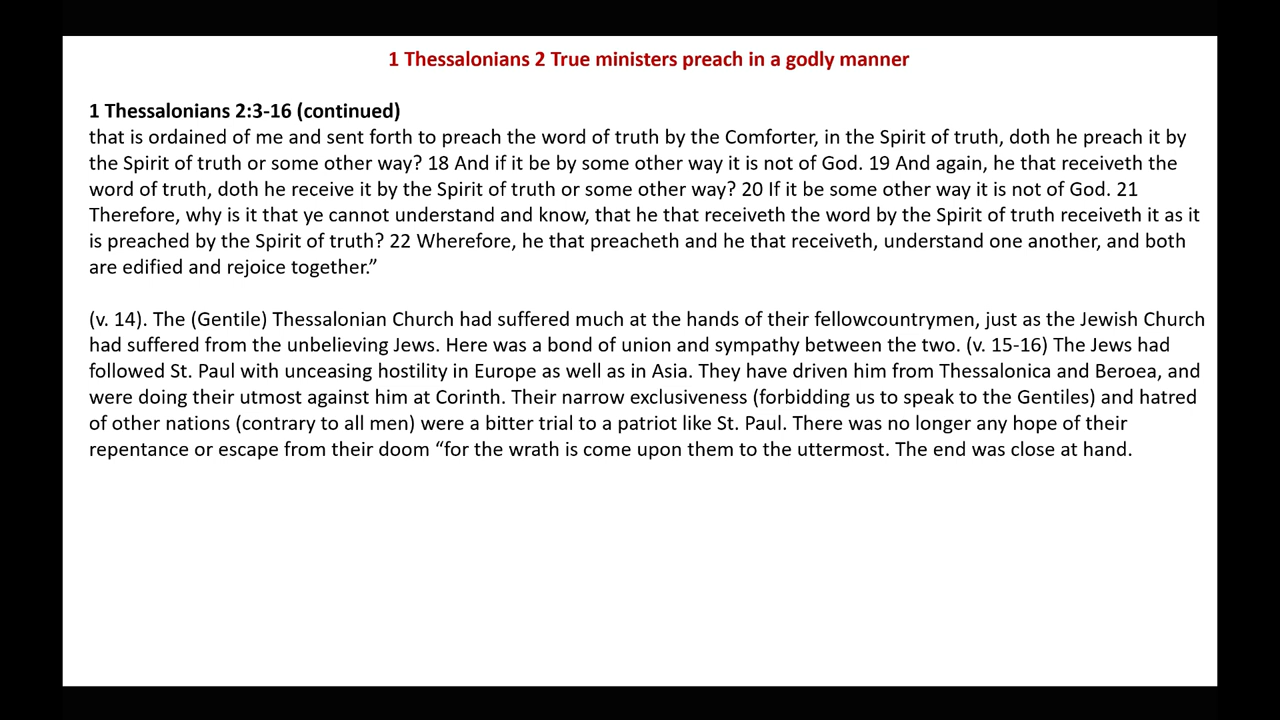 1 Thessalonians 2 True ministers preach in a godly manner
1 Thessalonians 2:3-16 (continued)
that is ordained of me and sent forth to preach the word of truth by the Comforter, in the Spirit of truth, doth he preach it by
the Spirit of truth or some other way? 18 And if it be by some other way it is not of God. 19 And again, he that receiveth the
word of truth, doth he receive it by the Spirit of truth or some other way? 20 If it be some other way it is not of God. 21
Therefore, why is it that ye cannot understand and know, that he that receiveth the word by the Spirit of truth receiveth it as it
is preached by the Spirit of truth? 22 Wherefore, he that preacheth and he that receiveth, understand one another, and both
are edified and rejoice together.”
(v. 14). The (Gentile) Thessalonian Church had suffered much at the hands of their fellowcountrymen, just as the Jewish Church
had suffered from the unbelieving Jews. Here was a bond of union and sympathy between the two. (v. 15-16) The Jews had
followed St. Paul with unceasing hostility in Europe as well as in Asia. They have driven him from Thessalonica and Beroea, and
were doing their utmost against him at Corinth. Their narrow exclusiveness (forbidding us to speak to the Gentiles) and hatred
of other nations (contrary to all men) were a bitter trial to a patriot like St. Paul. There was no longer any hope of their
repentance or escape from their doom “for the wrath is come upon them to the uttermost. The end was close at hand.